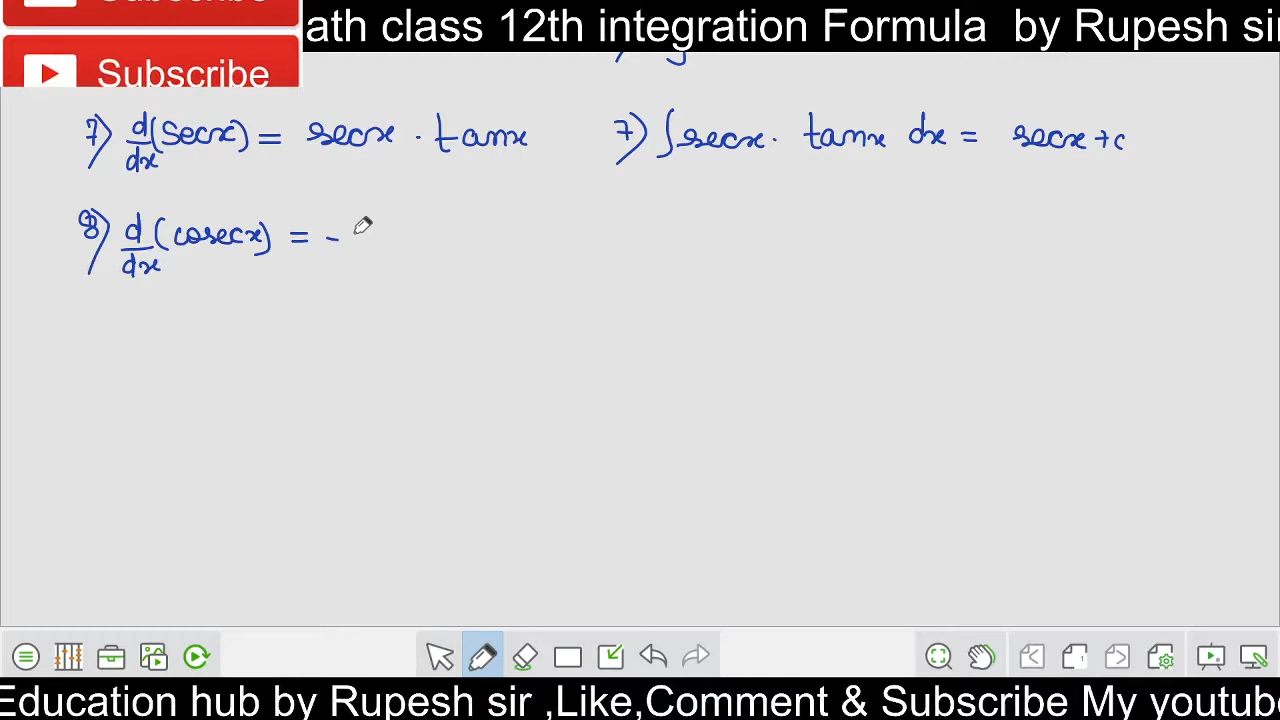 Subscribe
ath class 12th integration Formula by Rupesh sir
Subscribe
7) d/dx (Secx) = secx · tanx
7) ∫secx · tanx dx = secx + c
8) d/dx (cosecx) = -
Education hub by Rupesh sir ,Like,Comment & Subscribe My youtube